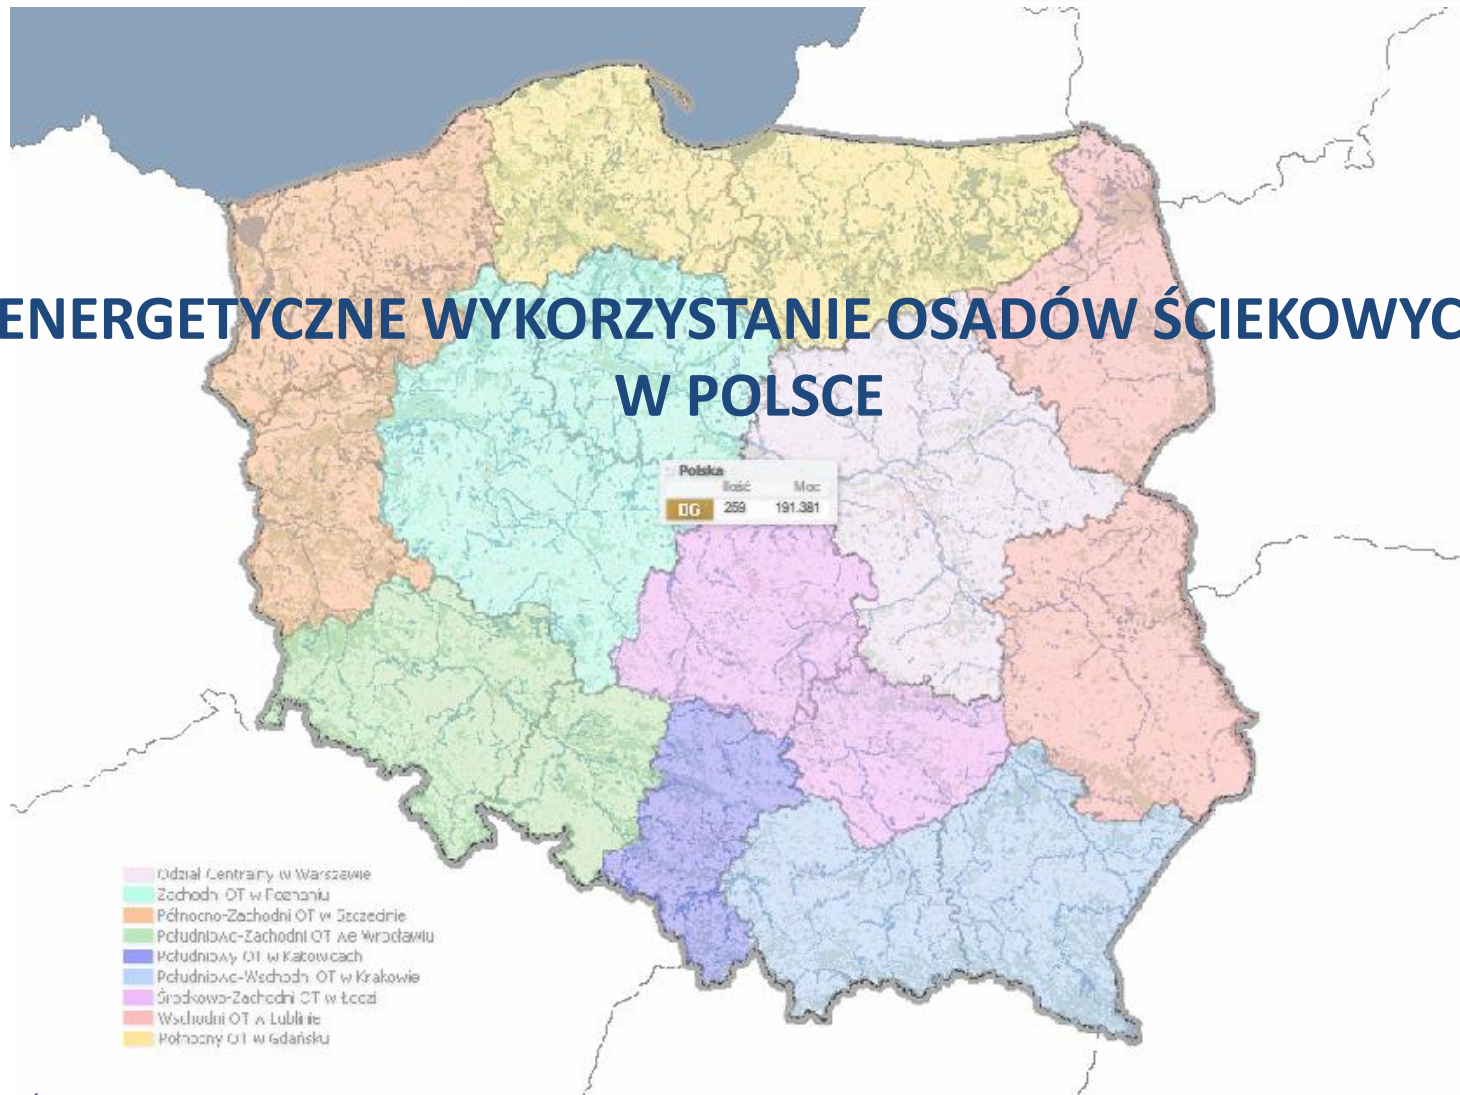 ENERGETYCZNE WYKORZYSTANIE OSADÓW ŚCIEKOWYC
W POLSCE
Polska
Ilość Moc
DG 259 191.381
Odział Centralny w Warszawie
Zachodni OT w Poznaniu
Północno-Zachodni OT w Szczecinie
Południowo-Zachodni OT we Wrocławiu
Południowy OT w Katowicach
Południowo-Wschodni OT w Krakowie
Środkowo-Zachodni OT w Łodzi
Wschodni OT w Lublinie
Północny OT w Gdańsku